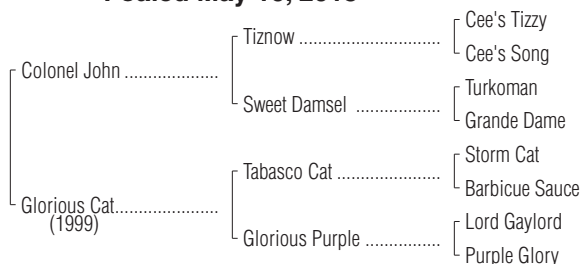 Cee's Tizzy
Tiznow
Cee's Song
Colonel John
Turkoman
Sweet Damsel
Grande Dame
Storm Cat
Tabasco Cat
Barbicue Sauce
Glorious Cat
(1999)
Lord Gaylord
Glorious Purple
Purple Glory